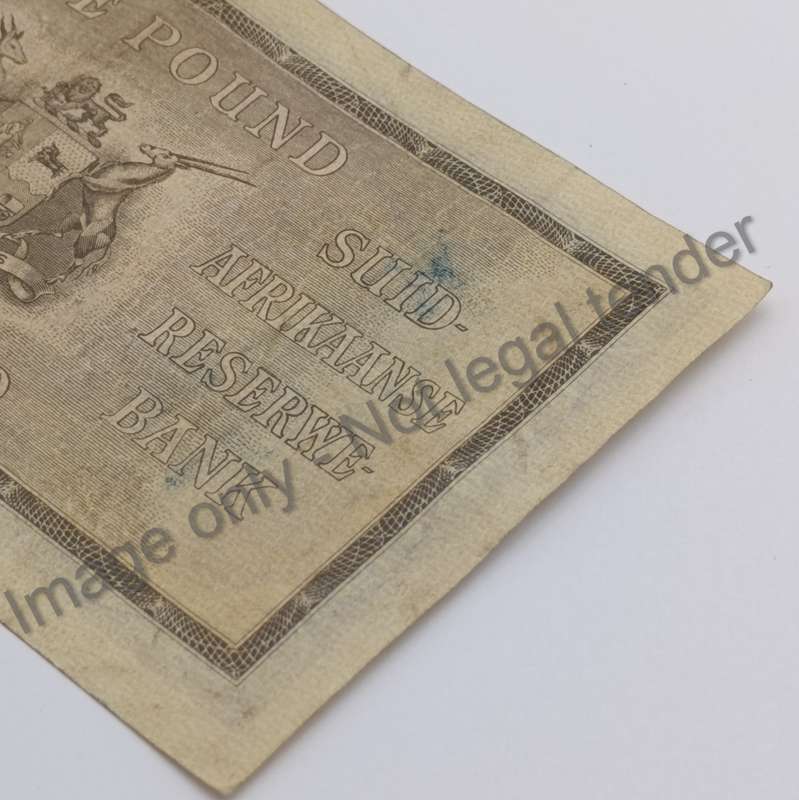 E POUND
SUID-
AFRIKAANSE
RESERWE-
BANK
Image only - Not legal tender